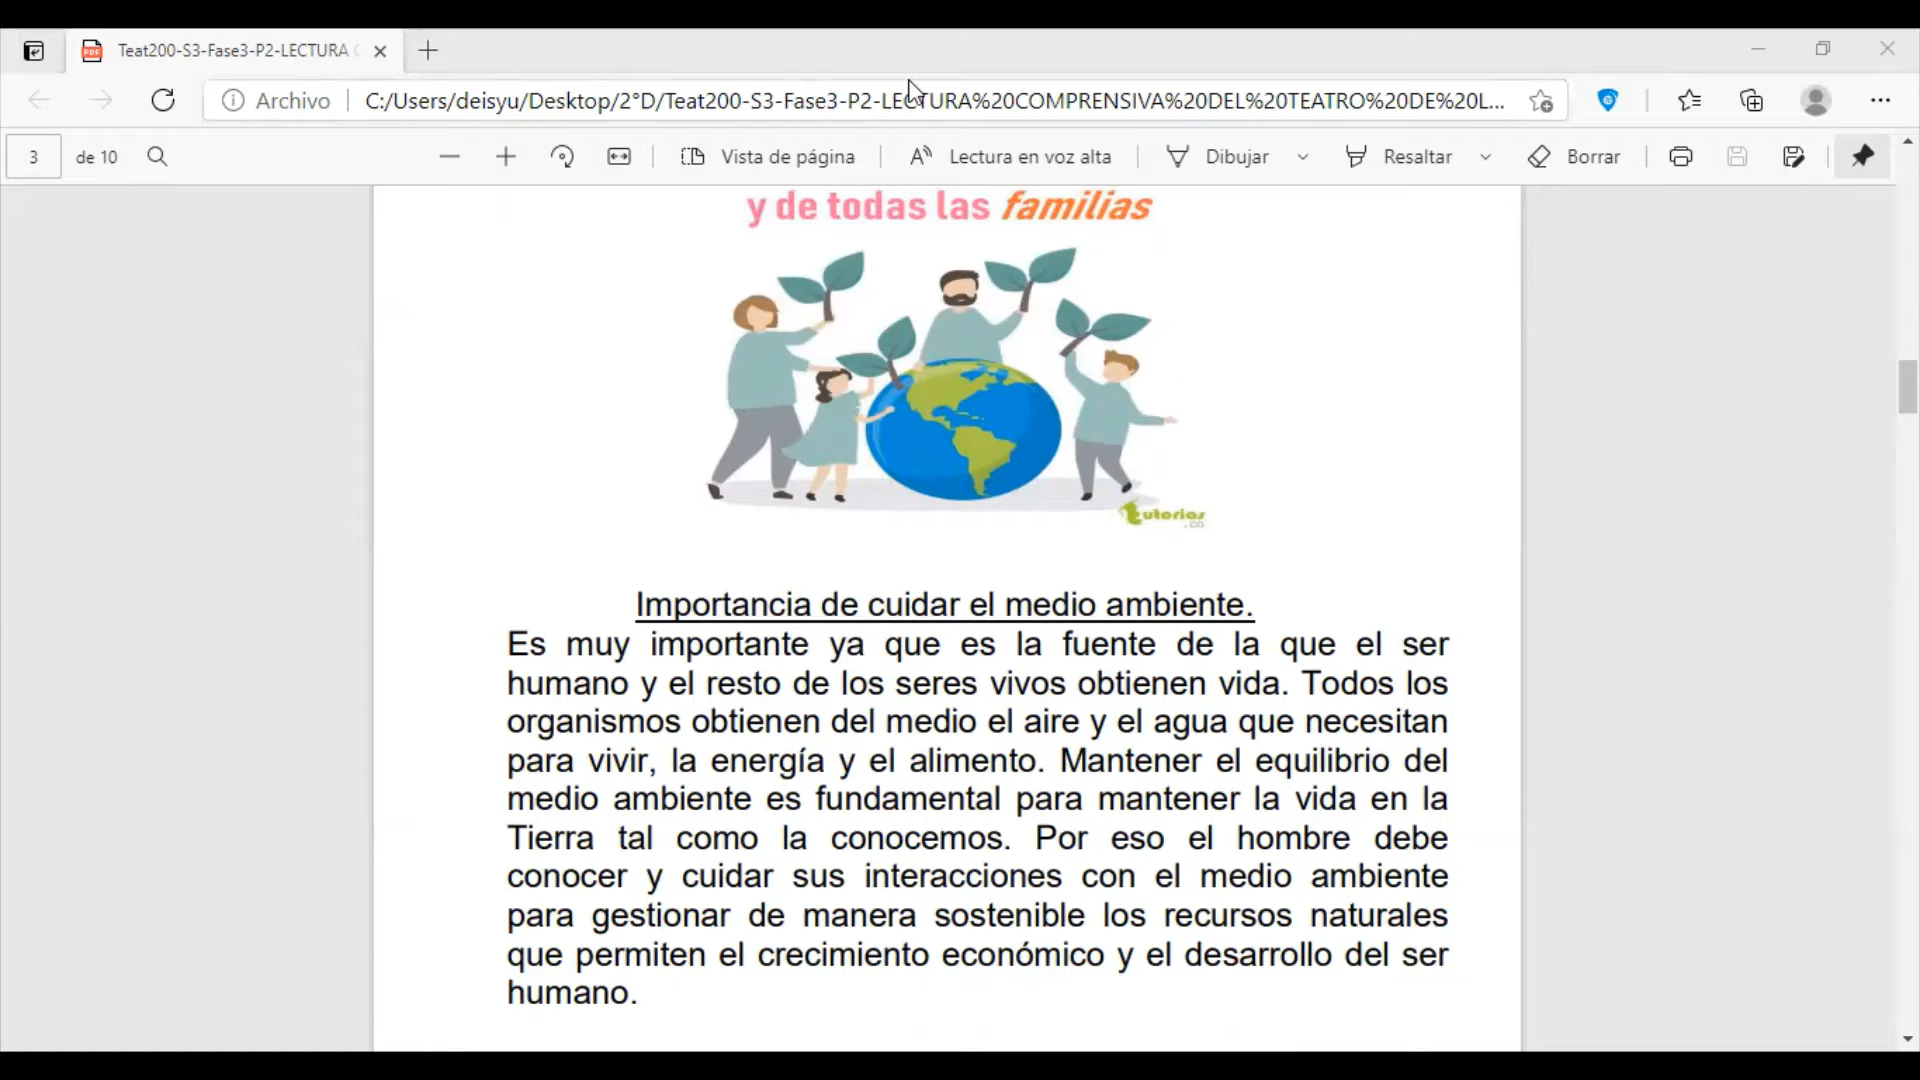 Teat200-S3-Fase3-P2-LECTURA
Archivo
C:/Users/deisyu/Desktop/2°D/Teat200-S3-Fase3-P2-LECTURA%20COMPRENSIVA%20DEL%20TEATRO%20DE%20L...
3 de 10
Vista de página
Lectura en voz alta
Dibujar
Resaltar
Borrar
y de todas las familias
tutorias
.co
Importancia de cuidar el medio ambiente.
Es muy importante ya que es la fuente de la que el ser
humano y el resto de los seres vivos obtienen vida. Todos los
organismos obtienen del medio el aire y el agua que necesitan
para vivir, la energía y el alimento. Mantener el equilibrio del
medio ambiente es fundamental para mantener la vida en la
Tierra tal como la conocemos. Por eso el hombre debe
conocer y cuidar sus interacciones con el medio ambiente
para gestionar de manera sostenible los recursos naturales
que permiten el crecimiento económico y el desarrollo del ser
humano.